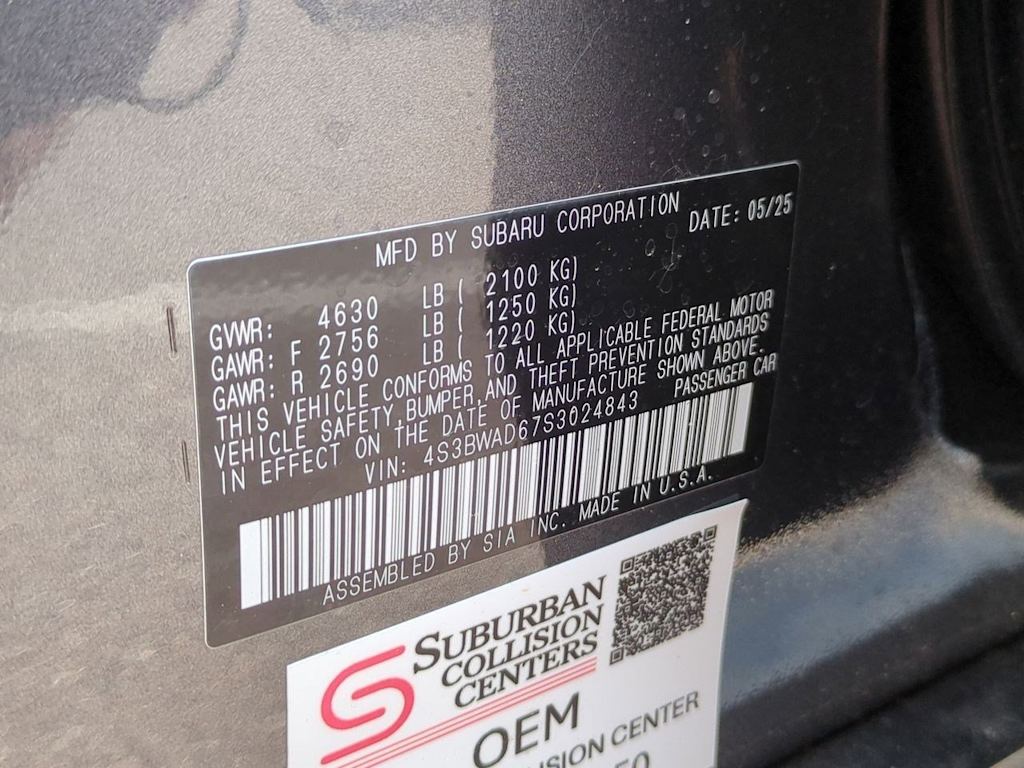 MFD BY SUBARU CORPORATION DATE: 05/25
GVWR: 4630 LB ( 2100 KG)
GAWR: F 2756 LB ( 1250 KG)
GAWR: R 2690 LB ( 1220 KG)
THIS VEHICLE CONFORMS TO ALL APPLICABLE FEDERAL MOTOR
VEHICLE SAFETY, BUMPER, AND THEFT PREVENTION STANDARDS
IN EFFECT ON THE DATE OF MANUFACTURE SHOWN ABOVE.
VIN: 4S3BWAD67S3024843 PASSENGER CAR
ASSEMBLED BY SIA INC. MADE IN U.S.A.
SUBURBAN
COLLISION
CENTERS
OEM
CENTER